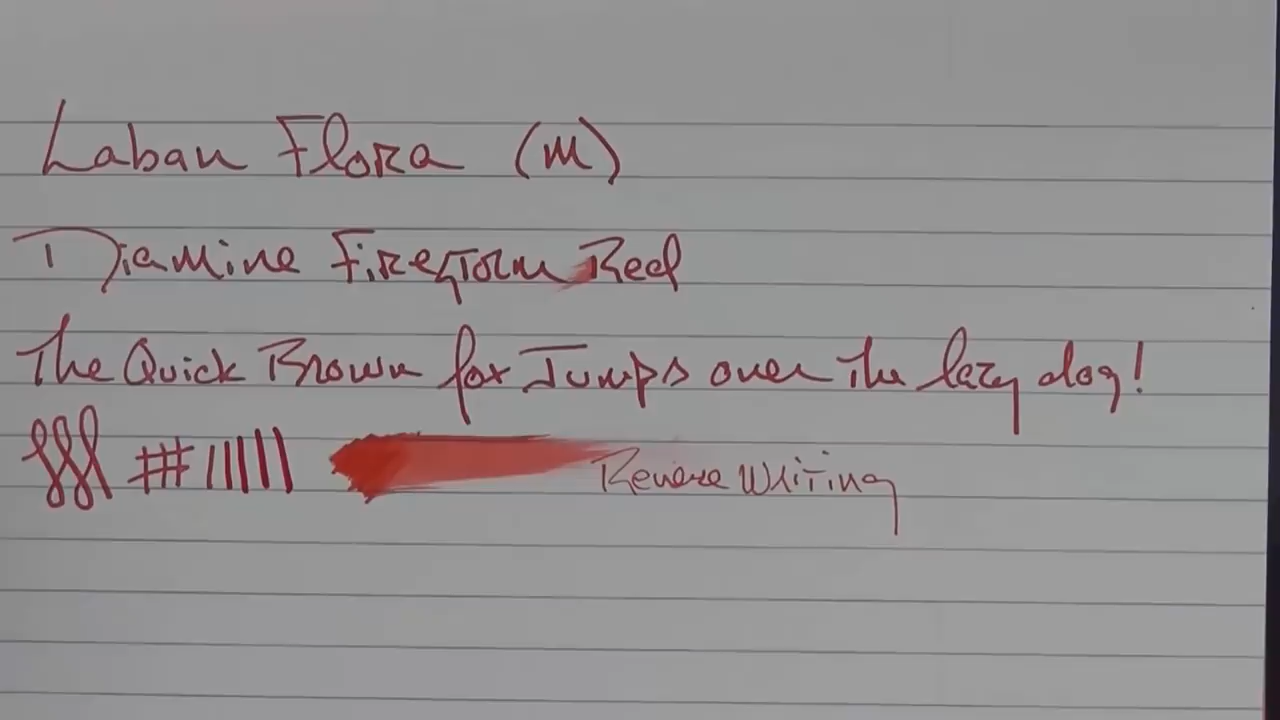 Laban Flora (M)
Diamine Firestorm Red
The Quick Brown fox Jumps over The lazy dog!
Reverse Writing